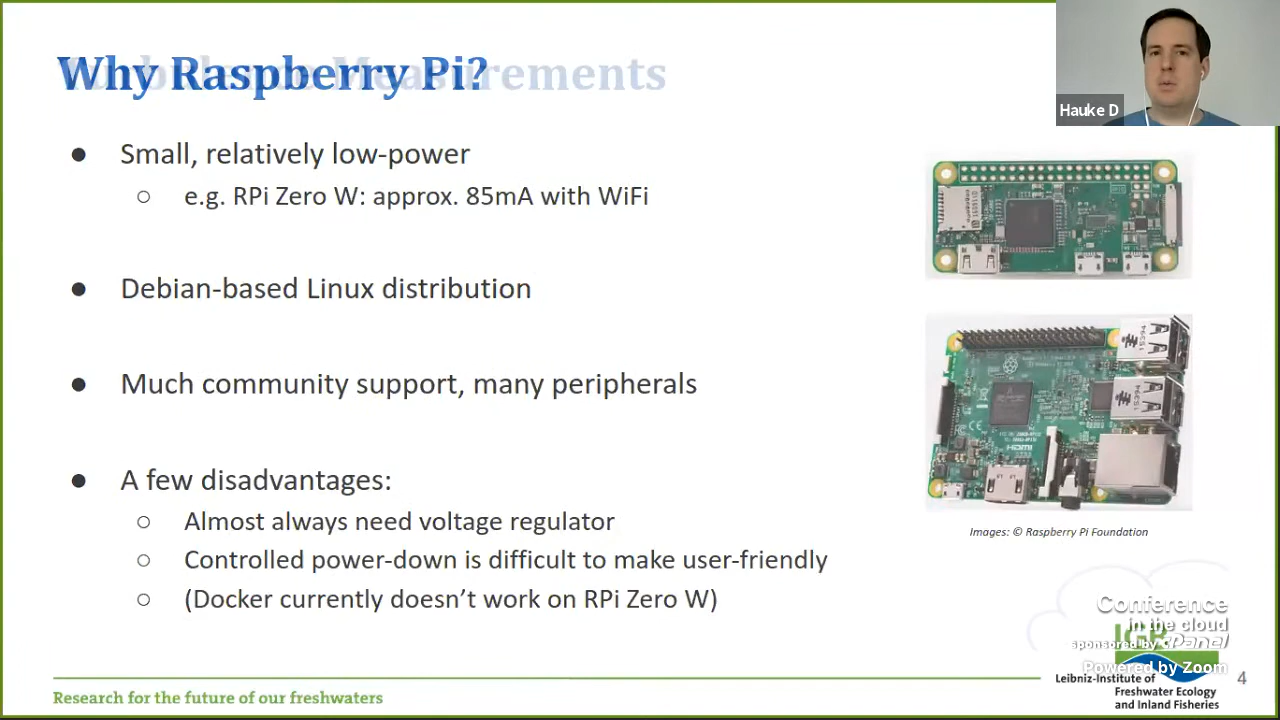 Why Raspberry Pi?
Measurements
Hauke D
● Small, relatively low-power
○ e.g. RPi Zero W: approx. 85mA with WiFi
● Debian-based Linux distribution
● Much community support, many peripherals
● A few disadvantages:
○ Almost always need voltage regulator
○ Controlled power-down is difficult to make user-friendly
○ (Docker currently doesn’t work on RPi Zero W)
HDMI
Images: © Raspberry Pi Foundation
Conference
in the cloud
sponsored by cPanel
Powered by Zoom
IGB
Leibniz-Institute of
Freshwater Ecology
and Inland Fisheries
4
Research for the future of our freshwaters